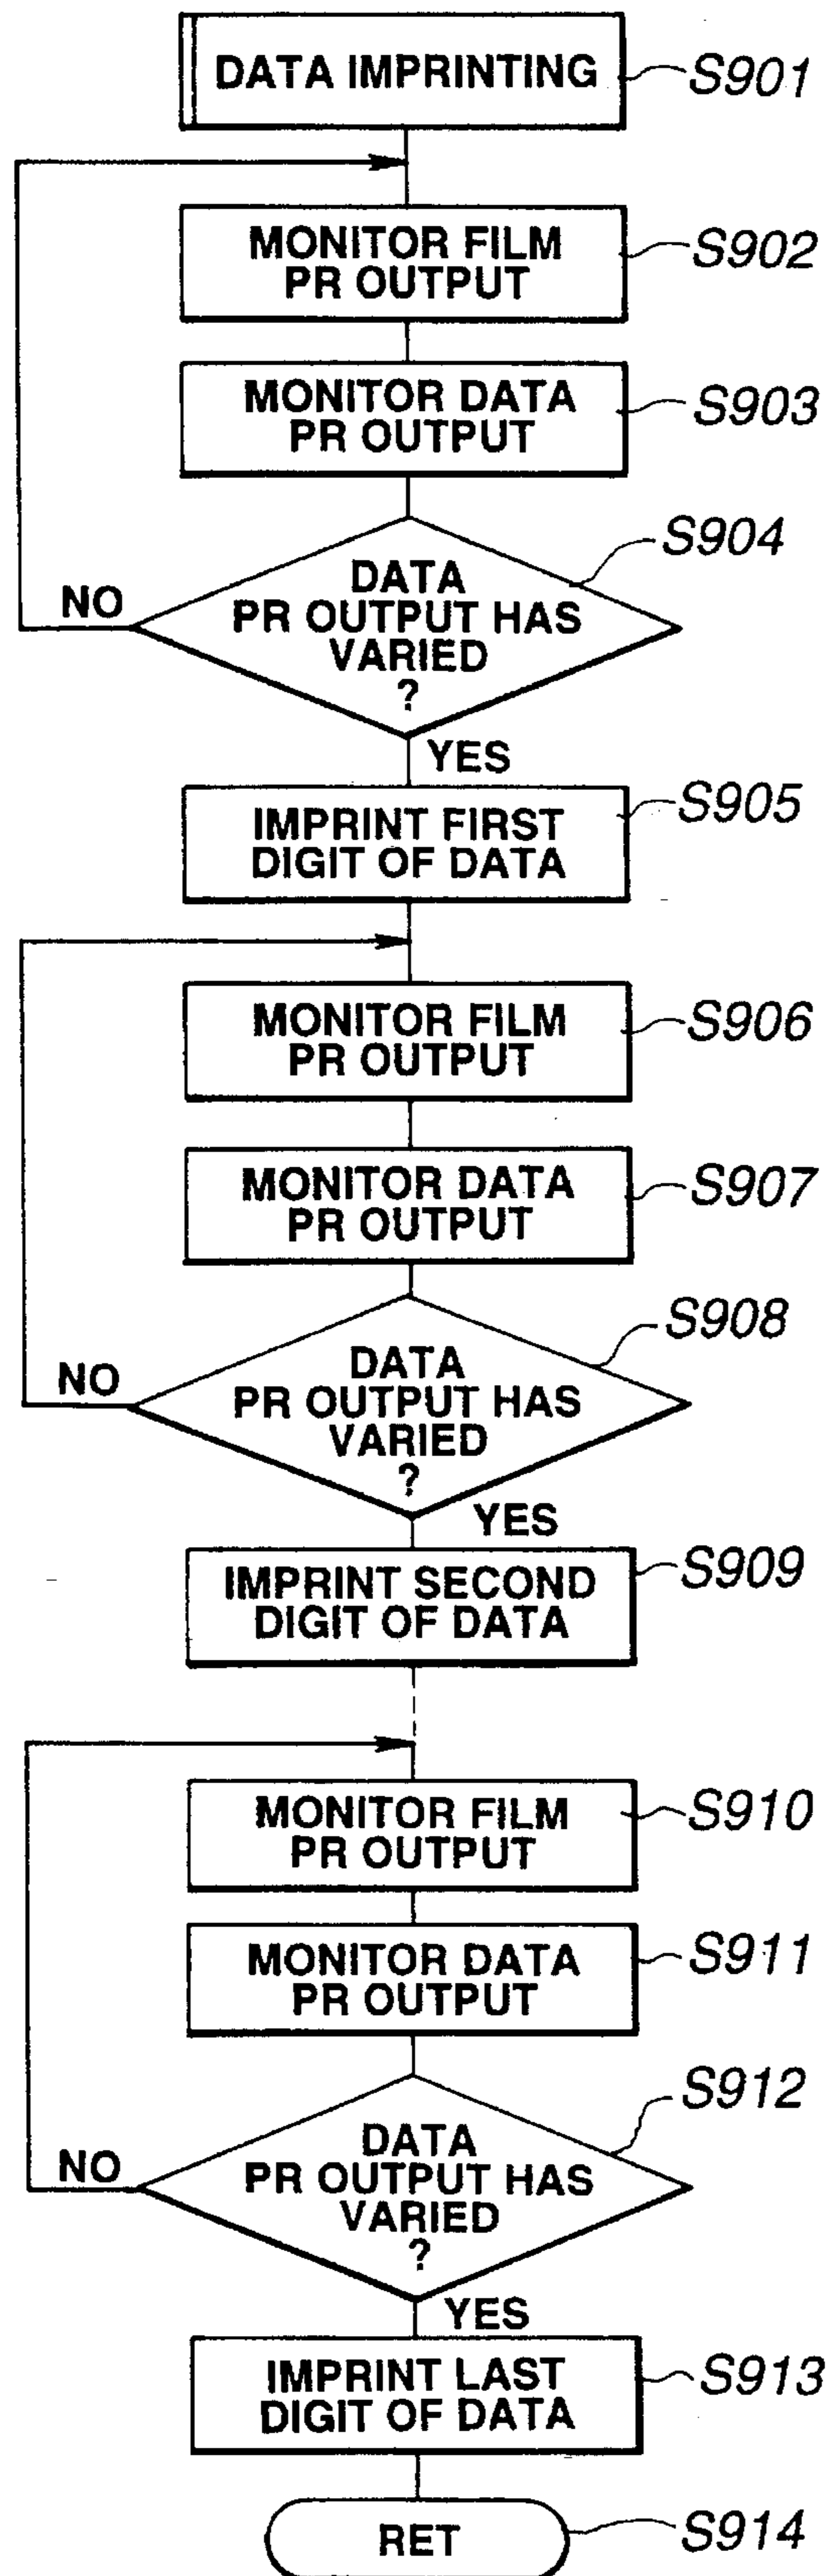 DATA IMPRINTING
S901
MONITOR FILM
PR OUTPUT
S902
MONITOR DATA
PR OUTPUT
S903
S904
DATA
PR OUTPUT HAS
VARIED
?
NO
YES
IMPRINT FIRST
DIGIT OF DATA
S905
MONITOR FILM
PR OUTPUT
S906
MONITOR DATA
PR OUTPUT
S907
S908
DATA
PR OUTPUT HAS
VARIED
?
NO
YES
IMPRINT SECOND
DIGIT OF DATA
S909
MONITOR FILM
PR OUTPUT
S910
MONITOR DATA
PR OUTPUT
S911
S912
DATA
PR OUTPUT HAS
VARIED
?
NO
YES
IMPRINT LAST
DIGIT OF DATA
S913
RET
S914